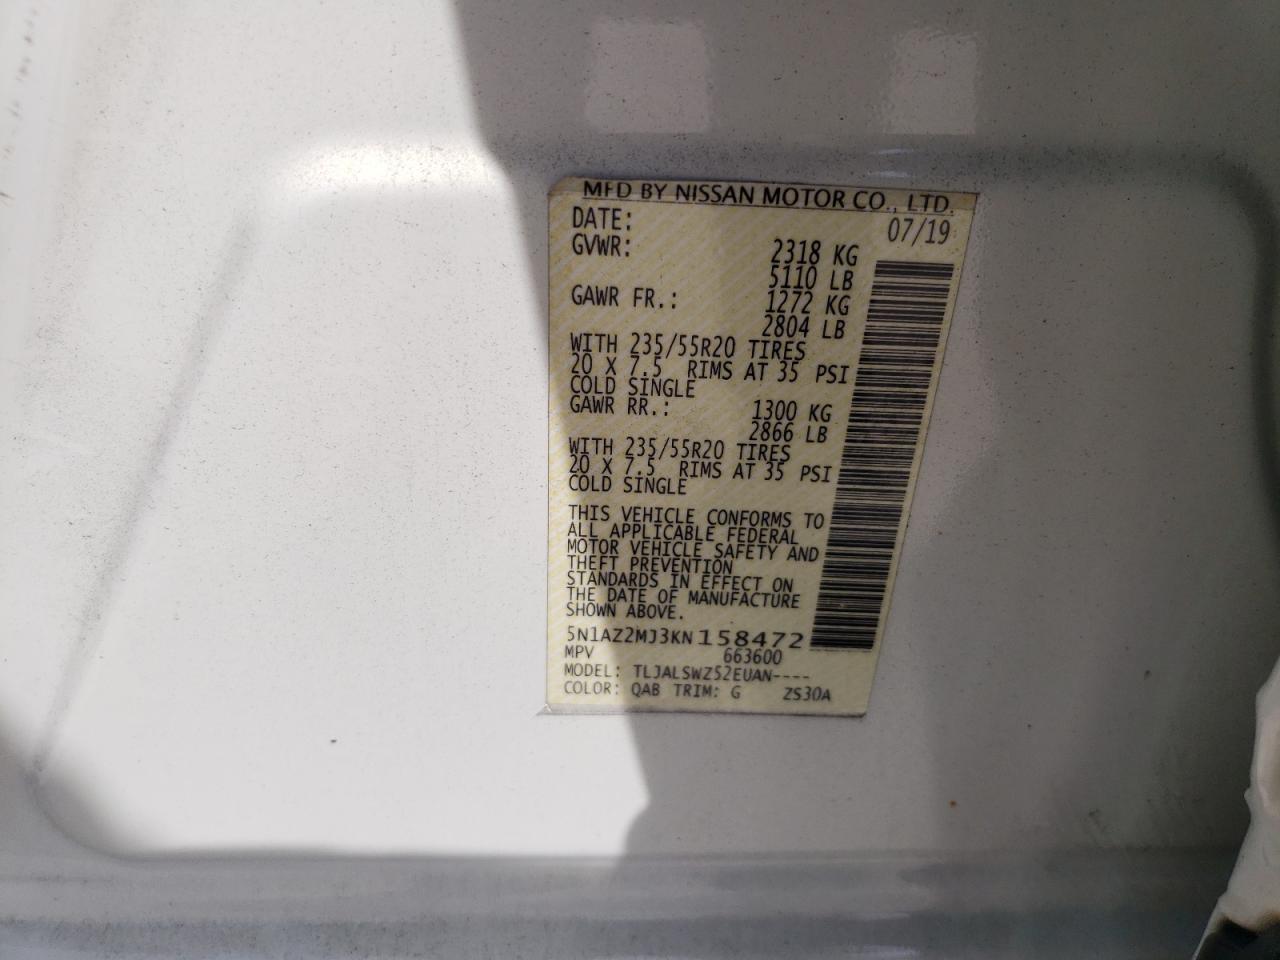 MFD BY NISSAN MOTOR CO., LTD.
DATE: 07/19
GVWR: 2318 KG
5110 LB
GAWR FR.: 1272 KG
2804 LB
WITH 235/55R20 TIRES
20 X 7.5 RIMS AT 35 PSI
COLD SINGLE
GAWR RR.: 1300 KG
2866 LB
WITH 235/55R20 TIRES
20 X 7.5 RIMS AT 35 PSI
COLD SINGLE
THIS VEHICLE CONFORMS TO
ALL APPLICABLE FEDERAL
MOTOR VEHICLE SAFETY AND
THEFT PREVENTION
STANDARDS IN EFFECT ON
THE DATE OF MANUFACTURE
SHOWN ABOVE.
5N1AZ2MJ3KN158472
MPV 663600
MODEL: TLJALSWZ52EUAN----
COLOR: QAB TRIM: G ZS30A